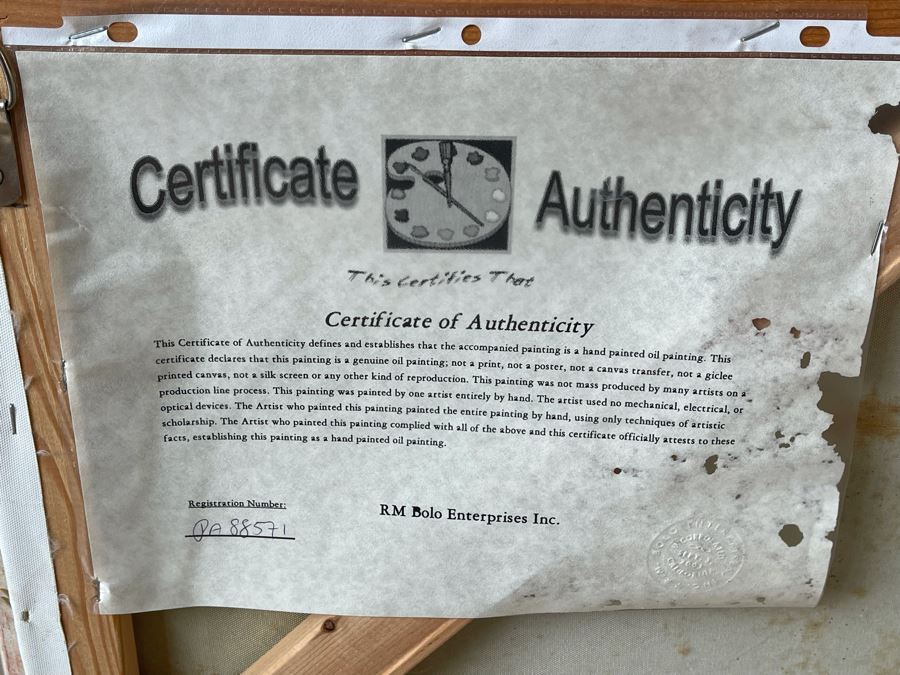 Certificate Authenticity
This Certifies That
Certificate of Authenticity
This Certificate of Authenticity defines and establishes that the accompanied painting is a hand painted oil painting. This
certificate declares that this painting is a genuine oil painting; not a print, not a poster, not a canvas transfer, not a giclee
printed canvas, not a silk screen or any other kind of reproduction. This painting was not mass produced by many artists on a
production line process. This painting was painted by one artist entirely by hand. The artist used no mechanical, electrical, or
optical devices. The Artist who painted this painting painted the entire painting by hand, using only techniques of artistic
scholarship. The Artist who painted this painting complied with all of the above and this certificate officially attests to these
facts, establishing this painting as a hand painted oil painting.
Registration Number:
QA88571
RM Bolo Enterprises Inc.